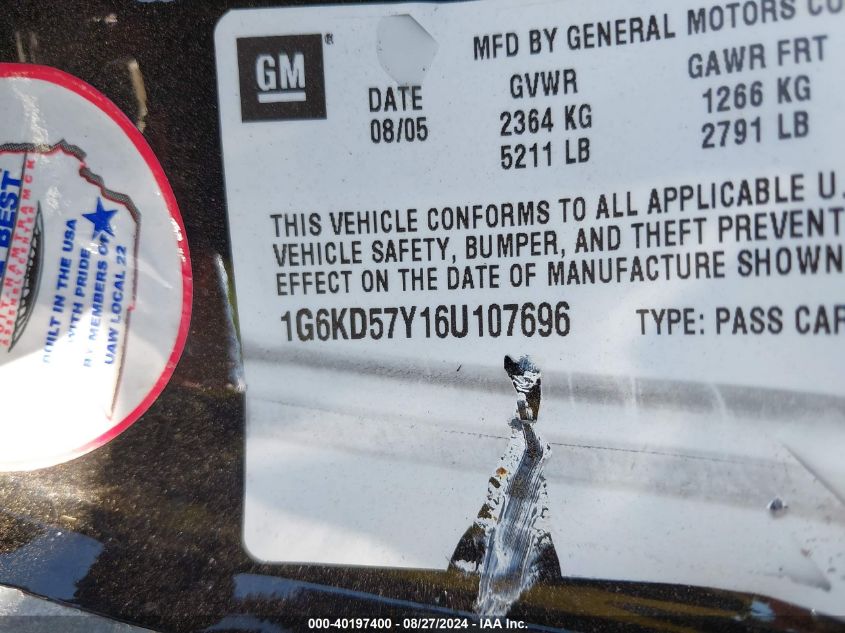 GM
®
MFD BY GENERAL MOTORS CO
DATE
08/05
GVWR
2364 KG
5211 LB
GAWR FRT
1266 KG
2791 LB
THIS VEHICLE CONFORMS TO ALL APPLICABLE U.
VEHICLE SAFETY, BUMPER, AND THEFT PREVENT
EFFECT ON THE DATE OF MANUFACTURE SHOWN
1G6KD57Y16U107696
TYPE: PASS CAR
BEST
HAMTRAMCK
BUILT IN THE USA
WITH PRIDE
BY MEMBERS OF
UAW LOCAL 22
000-40197400 - 08/27/2024 - IAA Inc.